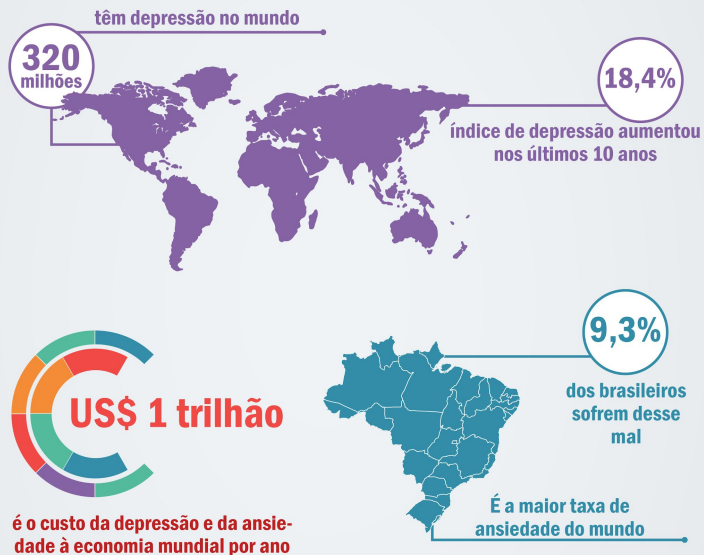 têm depressão no mundo
320
milhões
18,4%
índice de depressão aumentou
nos últimos 10 anos
US$ 1 trilhão
é o custo da depressão e da ansie-
dade à economia mundial por ano
9,3%
dos brasileiros
sofrem desse
mal
É a maior taxa de
ansiedade do mundo